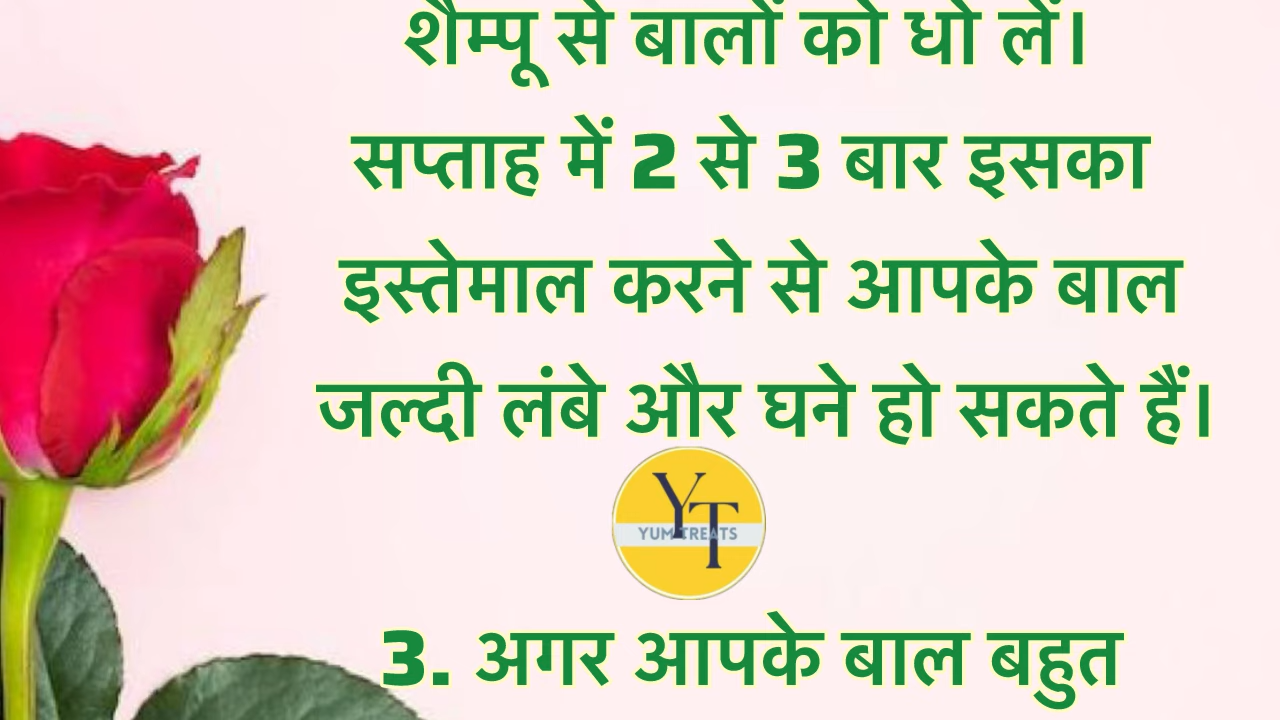 शैम्पू से बालों को धो लें।
सप्ताह में 2 से 3 बार इसका
इस्तेमाल करने से आपके बाल
जल्दी लंबे और घने हो सकते हैं।
YT
YUM TREATS
3. अगर आपके बाल बहुत